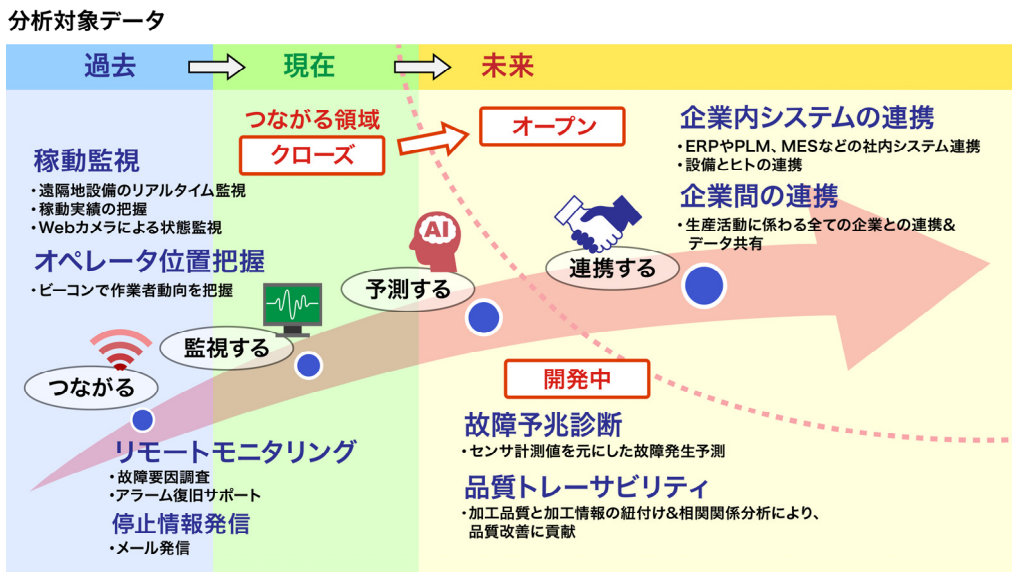 分析対象データ
過去
現在
未来
つながる領域
クローズ
オープン
稼動監視
・遠隔地設備のリアルタイム監視
・稼動実績の把握
・Webカメラによる状態監視
オペレータ位置把握
・ビーコンで作業者動向を把握
企業内システムの連携
・ERPやPLM、MESなどの社内システム連携
・設備とヒトの連携
企業間の連携
・生産活動に係わる全ての企業との連携&
データ共有
つながる
監視する
AI
予測する
連携する
リモートモニタリング
・故障要因調査
・アラーム復旧サポート
停止情報発信
・メール発信
開発中
故障予兆診断
・センサ計測値を元にした故障発生予測
品質トレーサビリティ
・加工品質と加工情報の紐付け&相関関係分析により、
品質改善に貢献